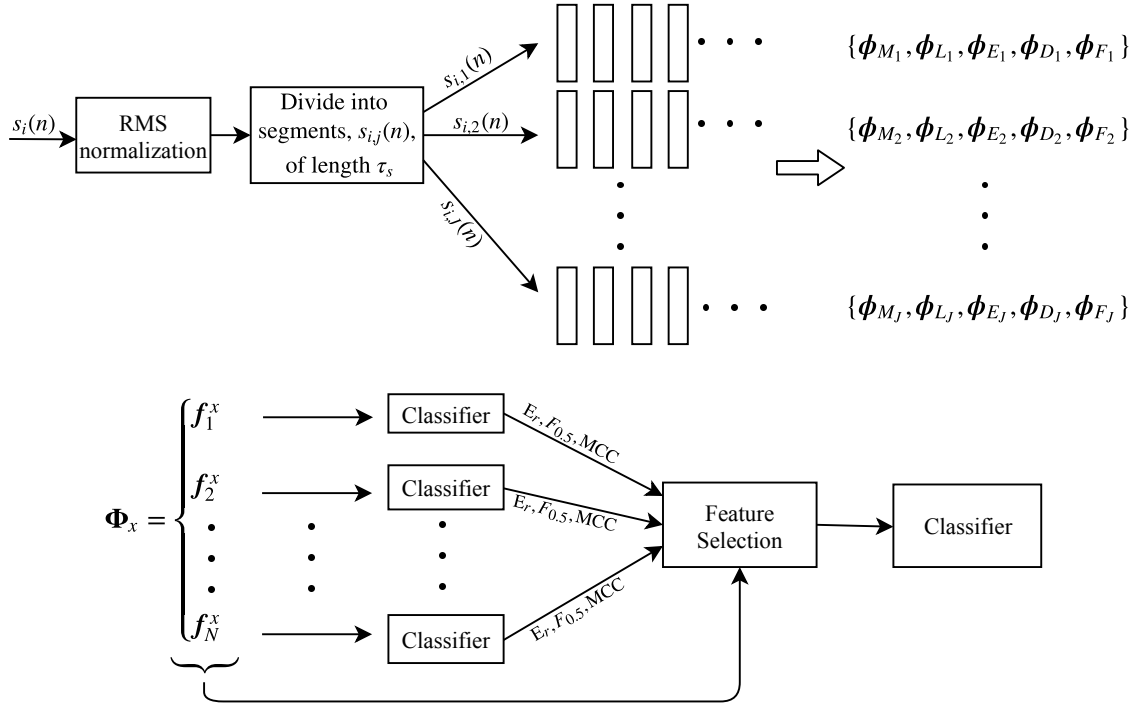 s_i(n)
RMS
normalization
Divide into
segments, s_{i,j}(n),
of length τ_s
s_{i,1}(n)
s_{i,2}(n)
s_{i,J}(n)
{ϕ_{M_1}, ϕ_{L_1}, ϕ_{E_1}, ϕ_{D_1}, ϕ_{F_1}}
{ϕ_{M_2}, ϕ_{L_2}, ϕ_{E_2}, ϕ_{D_2}, ϕ_{F_2}}
{ϕ_{M_J}, ϕ_{L_J}, ϕ_{E_J}, ϕ_{D_J}, ϕ_{F_J}}
Φ_x =
f_1^x
f_2^x
f_N^x
Classifier
Classifier
Classifier
E_r, F_{0.5}, MCC
E_r, F_{0.5}, MCC
E_r, F_{0.5}, MCC
Feature
Selection
Classifier